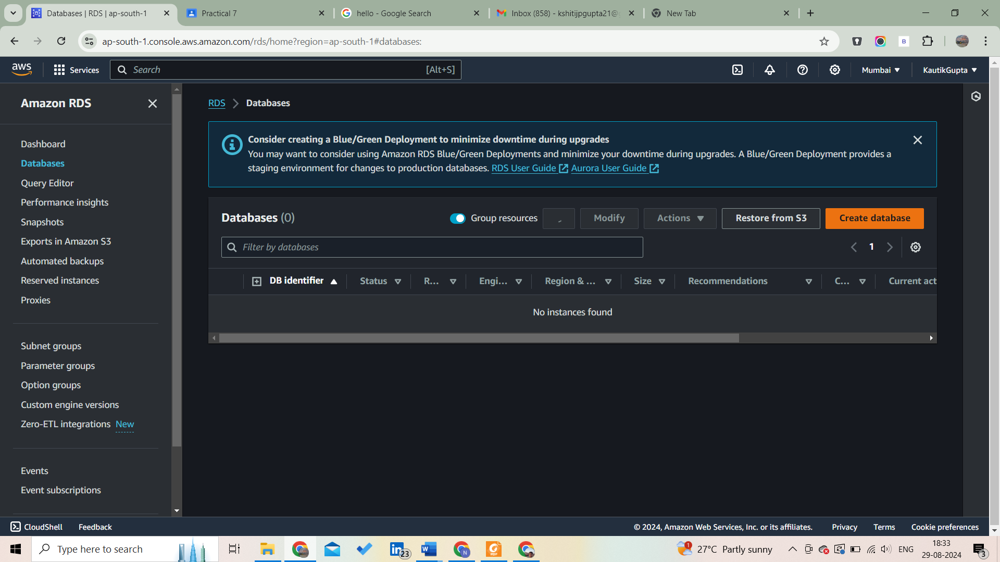 Databases | RDS | ap-south-1
Practical 7
hello - Google Search
Inbox (858) - kshitijpgupta21@
New Tab
ap-south-1.console.aws.amazon.com/rds/home?region=ap-south-1#databases:
B
aws
Services
Search
[Alt+S]
Mumbai
KautikGupta
Amazon RDS
Dashboard
Databases
Query Editor
Performance insights
Snapshots
Exports in Amazon S3
Automated backups
Reserved instances
Proxies
Subnet groups
Parameter groups
Option groups
Custom engine versions
Zero-ETL integrations New
Events
Event subscriptions
RDS
Databases
Consider creating a Blue/Green Deployment to minimize downtime during upgrades
You may want to consider using Amazon RDS Blue/Green Deployments and minimize your downtime during upgrades. A Blue/Green Deployment provides a
staging environment for changes to production databases. RDS User Guide Aurora User Guide
Databases (0)
Group resources
Modify
Actions
Restore from S3
Create database
Filter by databases
1
DB identifier
Status
R...
Engi...
Region & ...
Size
Recommendations
C...
Current act
No instances found
CloudShell
Feedback
© 2024, Amazon Web Services, Inc. or its affiliates.
Privacy
Terms
Cookie preferences
Type here to search
23
W
N
PDF
1
27°C Partly sunny
ENG
18:33
29-08-2024
3